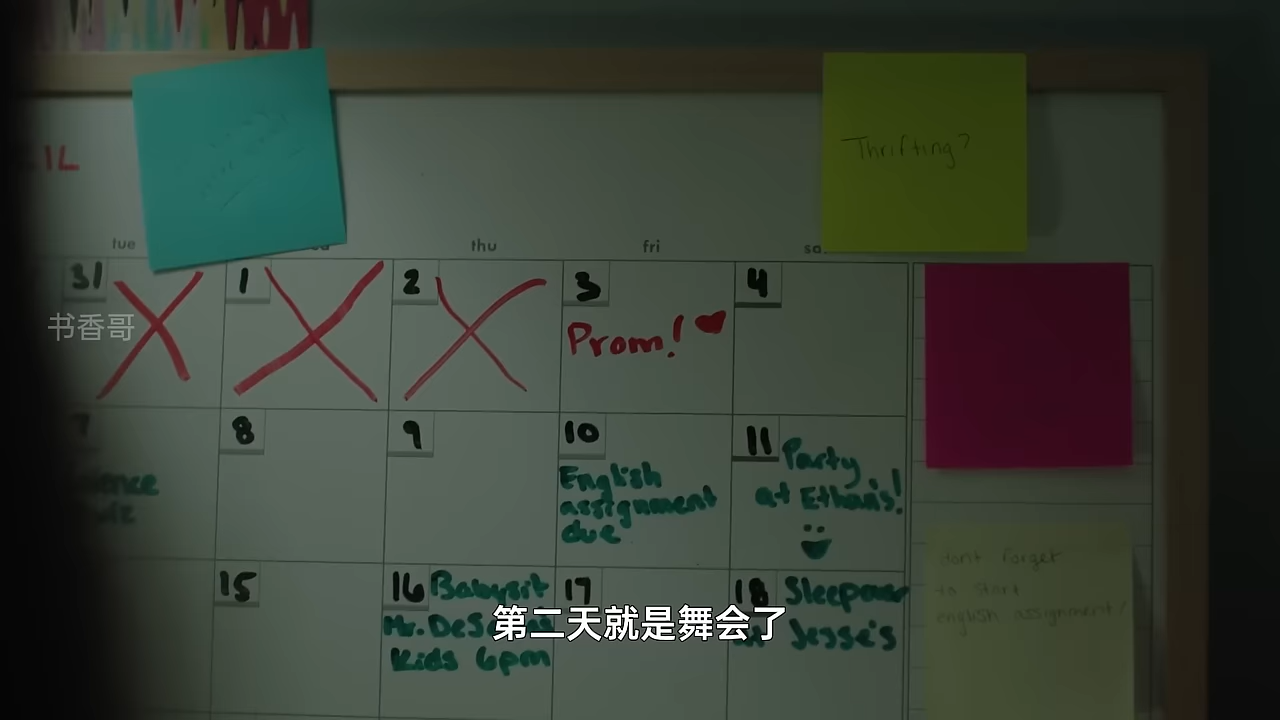 IL
Thrifting?
tue
thu
fri
31
1
2
3
4
Prom!
书香哥
8
9
10
11
English
assignment
due
Party
at Ethan's!
dont forget
to start
english assignment!
15
16
17
18
Babysit
Kids 6pm
Sleepover
Jesse's
第二天就是舞会了